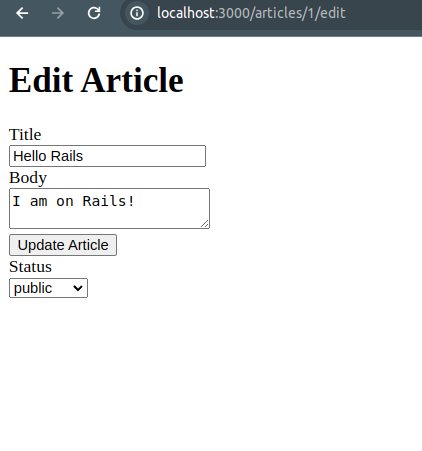 localhost:3000/articles/1/edit
Edit Article
Title
Hello Rails
Body
I am on Rails!
Update Article
Status
public